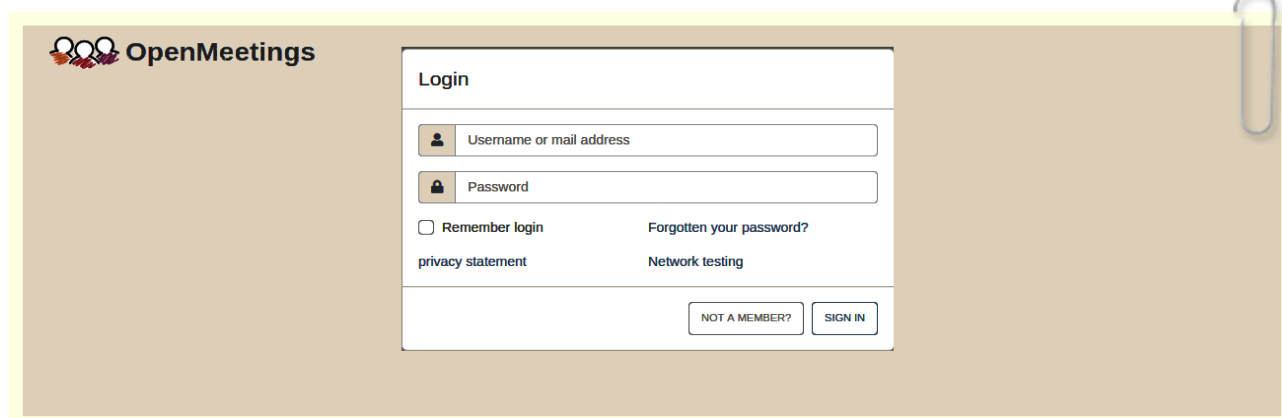 OpenMeetings
Login
Username or mail address
Password
Remember login
Forgotten your password?
privacy statement
Network testing
NOT A MEMBER?
SIGN IN